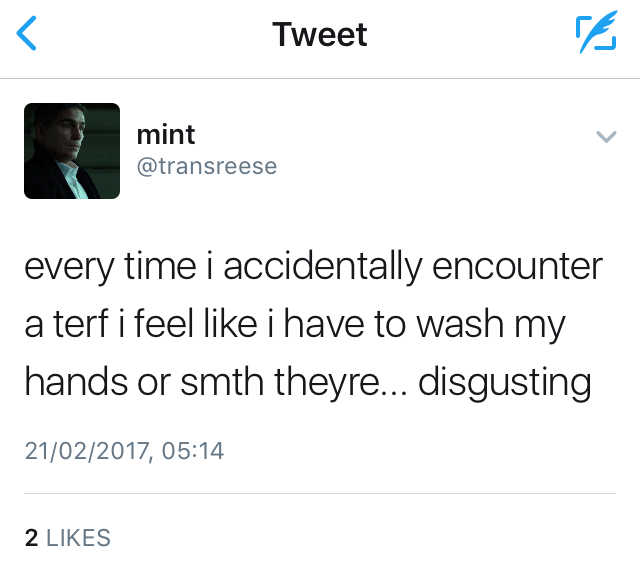 Tweet
mint
@transreese
every time i accidentally encounter
a terf i feel like i have to wash my
hands or smth theyre... disgusting
21/02/2017, 05:14
2 LIKES